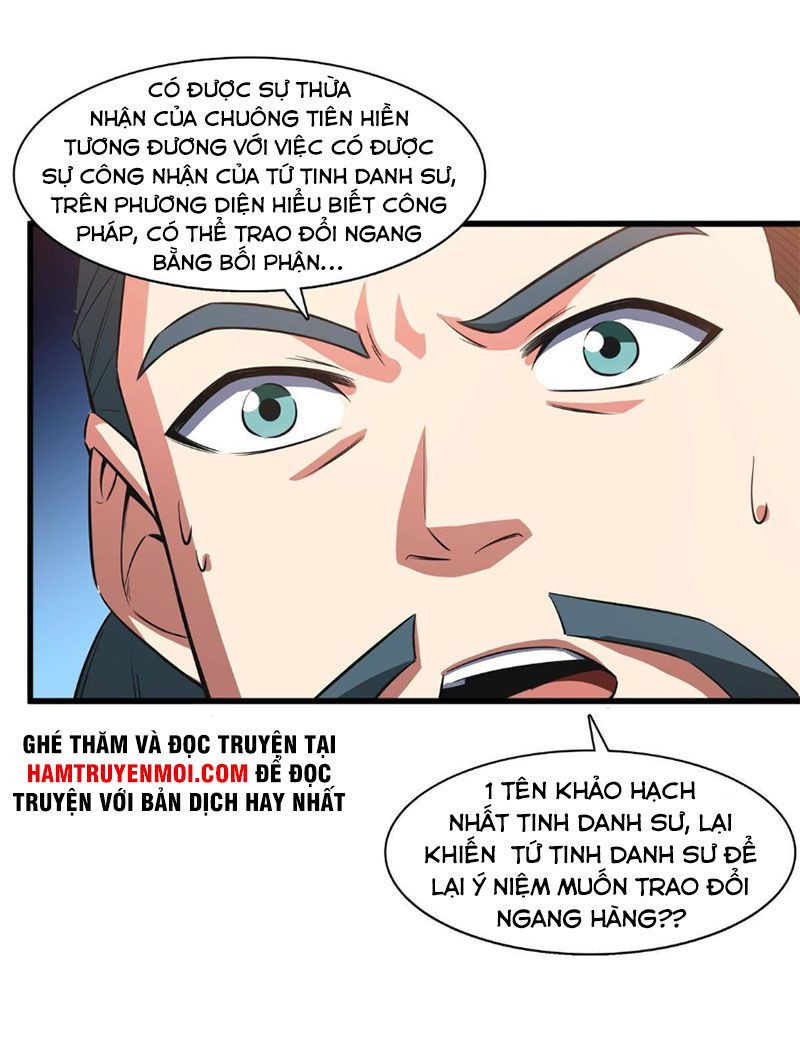 CÓ ĐƯỢC SỰ THỪA
NHẬN CỦA CHUÔNG TIÊN HIỀN
TƯƠNG ĐƯƠNG VỚI VIỆC CÓ ĐƯỢC
SỰ CÔNG NHẬN CỦA TỨ TINH DANH SƯ,
TRÊN PHƯƠNG DIỆN HIỂU BIẾT CÔNG
PHÁP, CÓ THỂ TRAO ĐỔI NGANG
BẰNG BỐI PHẬN...
GHÉ THĂM VÀ ĐỌC TRUYỆN TẠI
HAMTRUYENMOI.COM ĐỂ ĐỌC
TRUYỆN VỚI BẢN DỊCH HAY NHẤT
1 TÊN KHẢO HẠCH
NHẤT TINH DANH SƯ, LẠI
KHIẾN TỨ TINH DANH SƯ ĐỂ
LẠI Ý NIỆM MUỐN TRAO ĐỔI
NGANG HÀNG??